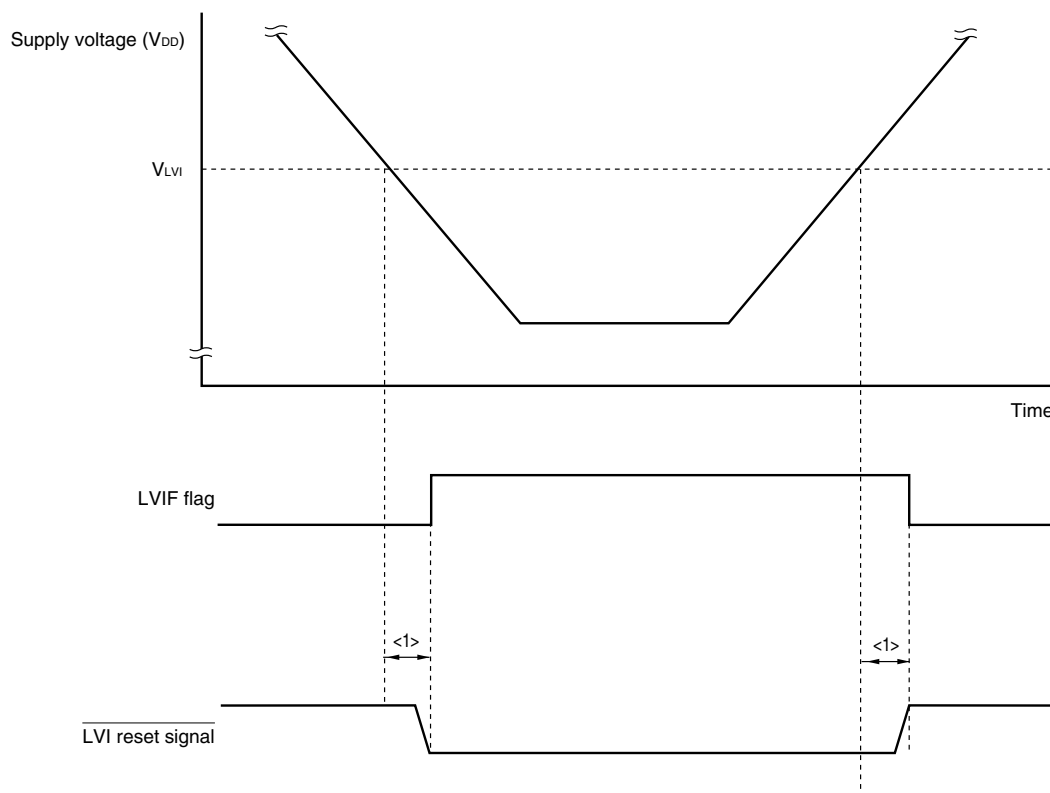 Supply voltage (VDD)
VLVI
Time
LVIF flag
<1>
<1>
LVI reset signal